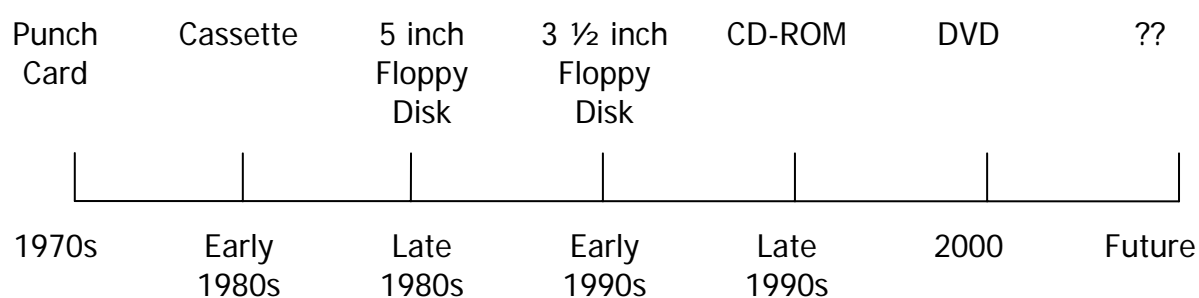 Punch
Card
Cassette
5 inch
Floppy
Disk
3 ½ inch
Floppy
Disk
CD-ROM
DVD
??
1970s
Early
1980s
Late
1980s
Early
1990s
Late
1990s
2000
Future